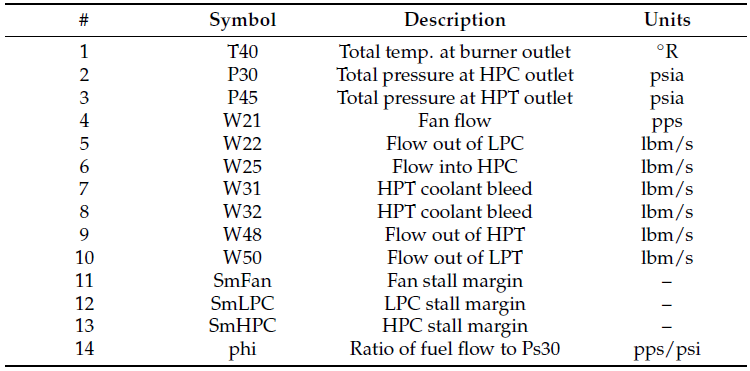 # Symbol Description Units
1 T40 Total temp. at burner outlet °R
2 P30 Total pressure at HPC outlet psia
3 P45 Total pressure at HPT outlet psia
4 W21 Fan flow pps
5 W22 Flow out of LPC lbm/s
6 W25 Flow into HPC lbm/s
7 W31 HPT coolant bleed lbm/s
8 W32 HPT coolant bleed lbm/s
9 W48 Flow out of HPT lbm/s
10 W50 Flow out of LPT lbm/s
11 SmFan Fan stall margin –
12 SmLPC LPC stall margin –
13 SmHPC HPC stall margin –
14 phi Ratio of fuel flow to Ps30 pps/psi